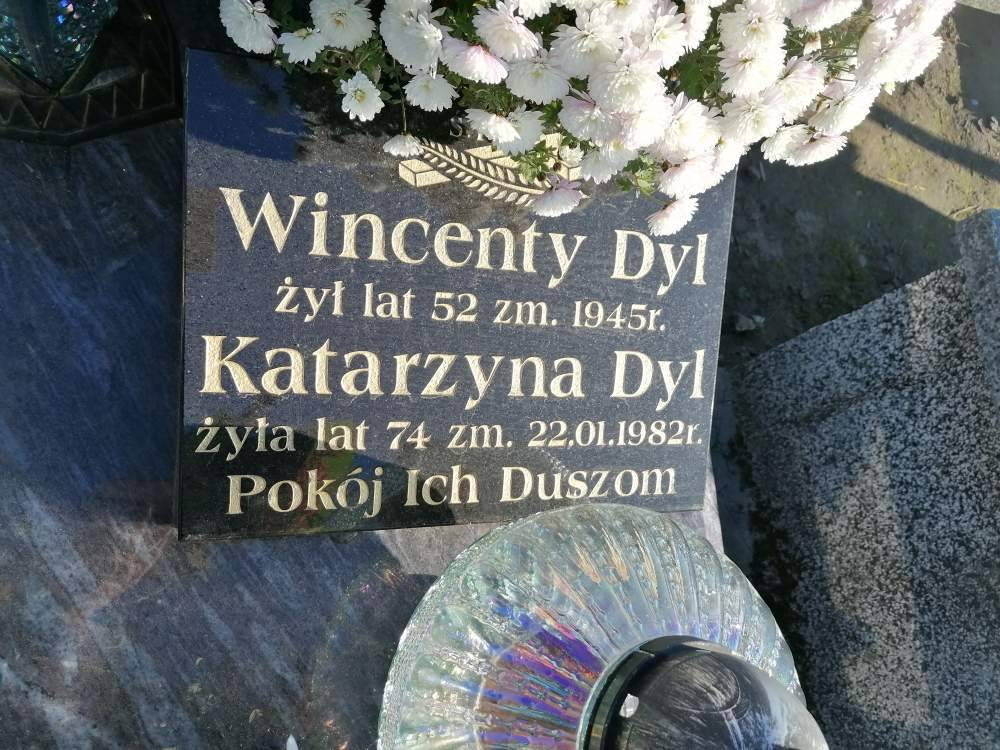 Wincenty Dyl
żył lat 52 zm. 1945r.
Katarzyna Dyl
żyła lat 74 zm. 22.01.1982r.
Pokój Ich Duszom